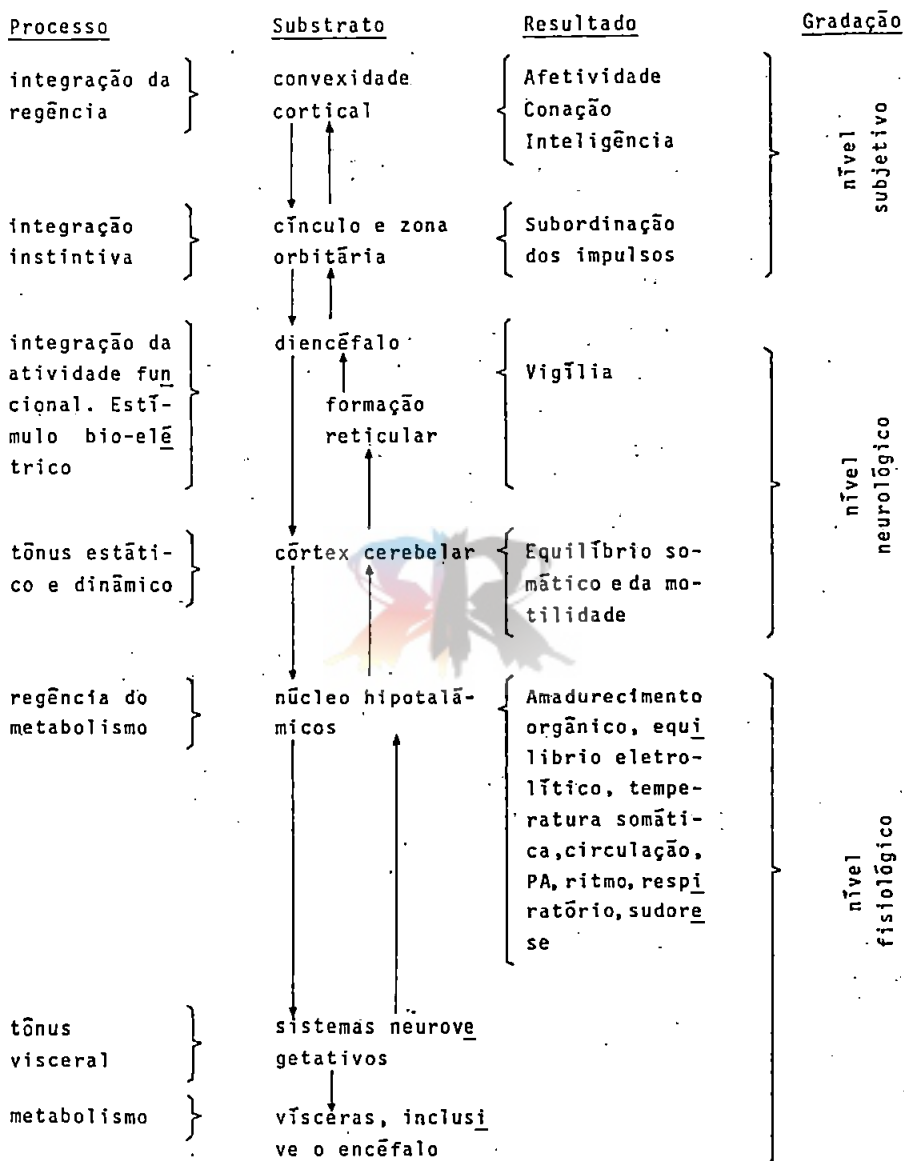 Processo Substrato Resultado Gradação
integração da
regência
convexidade
cortical
Afetividade
Conação
Inteligência
nível
subjetivo
integração
instintiva
cínculo e zona
orbitária
Subordinação
dos impulsos
integração da
atividade fun
cional. Estí-
mulo bio-elé
trico
diencéfalo
formação
reticular
Vigília
nível
neurológico
tônus estáti-
co e dinâmico
córtex cerebelar
Equilíbrio so-
mático e da mo-
tilidade
regência do
metabolismo
núcleo hipotalâ-
micos
Amadurecimento
orgânico, equi
librio eletro-
lítico, tempe-
ratura somáti-
ca,circulação,
PA, ritmo, respi
ratório, sudore
se
nível
fisiológico
tônus
visceral
sistemas neurove
getativos
metabolismo
vísceras, inclusi
ve o encéfalo